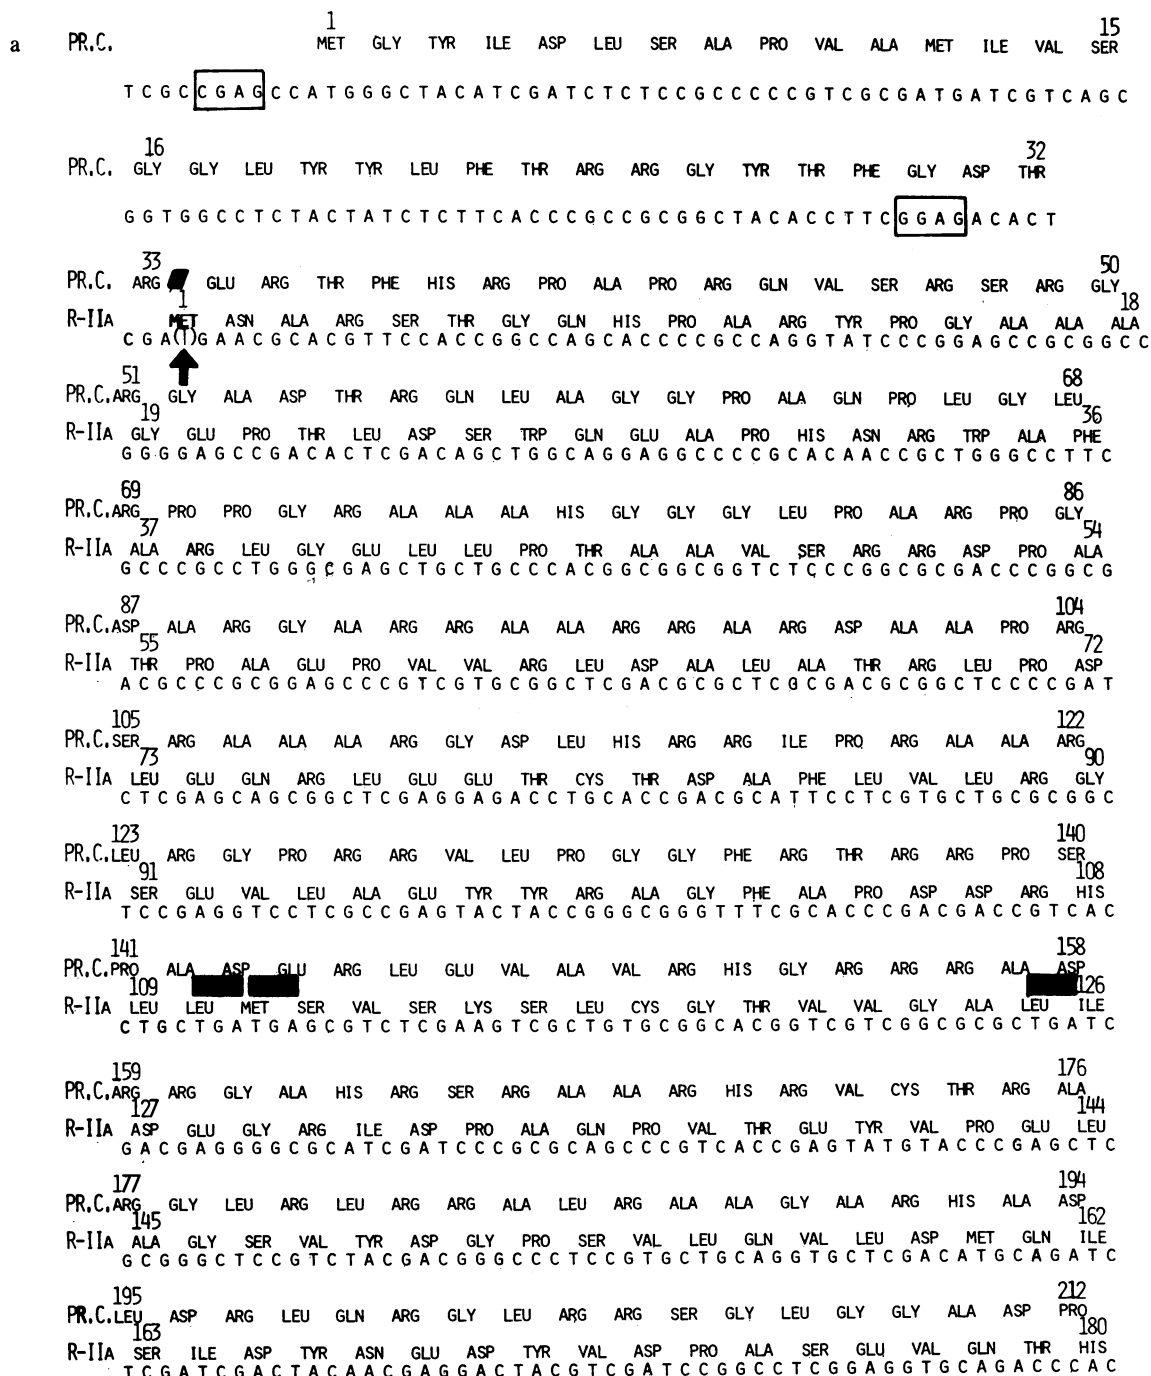 1 15
a PR.C. MET GLY TYR ILE ASP LEU SER ALA PRO VAL ALA MET ILE VAL SER
TCGCCGAGCCATGGGCTACATCGATCTCTCCGCCCCCGTCGCGATGATCGTCAGC
16 32
PR.C. GLY GLY LEU TYR TYR LEU PHE THR ARG ARG GLY TYR THR PHE GLY ASP THR
GGTGGCCTCTACTATCTCTTCACCCGCCGCGGCTACACCTTCGGAGACACT
33 50
PR.C. ARG GLU ARG THR PHE HIS ARG PRO ALA PRO ARG GLN VAL SER ARG SER ARG GLY
1 18
R-IIA MET ASN ALA ARG SER THR GLY GLN HIS PRO ALA ARG TYR PRO GLY ALA ALA ALA
CGA(T)GAACGCACGTTCCACCGGCCAGCACCCCGCCAGGTATCCCGGAGCCGCGGCC
51 68
PR.C. ARG GLY ALA ASP THR ARG GLN LEU ALA GLY GLY PRO ALA GLN PRO LEU GLY LEU
19 36
R-IIA GLY GLU PRO THR LEU ASP SER TRP GLN GLU ALA PRO HIS ASN ARG TRP ALA PHE
GGGGAGCCGACACTCGACAGCTGGCAGGAGGCCCCGCACAACCGCTGGGCCTTC
69 86
PR.C. ARG PRO PRO GLY ARG ALA ALA ALA HIS GLY GLY GLY LEU PRO ALA ARG PRO GLY
37 54
R-IIA ALA ARG LEU GLY GLU LEU LEU PRO THR ALA ALA VAL SER ARG ARG ASP PRO ALA
GCCCGCCTGGGCGAGCTGCTGCCCACGGCGGCGGTCTCCCGGCGCGACCCGGCG
87 104
PR.C. ASP ALA ARG GLY ALA ARG ARG ALA ALA ARG ARG ALA ARG ASP ALA ALA PRO ARG
55 72
R-IIA THR PRO ALA GLU PRO VAL VAL ARG LEU ASP ALA LEU ALA THR ARG LEU PRO ASP
ACGCCCGCGGAGCCCGTCGTGCGGCTCGACGCGCTCGCGACGCGGCTCCCCGAT
105 122
PR.C. SER ARG ALA ALA ALA ARG GLY ASP LEU HIS ARG ARG ILE PRO ARG ALA ALA ARG
73 90
R-IIA LEU GLU GLN ARG LEU GLU GLU THR CYS THR ASP ALA PHE LEU VAL LEU ARG GLY
CTCGAGCAGCGGCTCGAGGAGACCTGCACCGACGCATTCCTCGTGCTGCGCGGC
123 140
PR.C. LEU ARG GLY PRO ARG ARG VAL LEU PRO GLY GLY PHE ARG THR ARG ARG PRO SER
91 108
R-IIA SER GLU VAL LEU ALA GLU TYR TYR ARG ALA GLY PHE ALA PRO ASP ASP ARG HIS
TCCGAGGTCCTCGCCGAGTACTACCGGGCGGGTTTCGCACCCGACGACCGTCAC
141 158
PR.C. PRO ALA ASP GLU ARG LEU GLU VAL ALA VAL ARG HIS GLY ARG ARG ARG ALA ASP
109 126
R-IIA LEU LEU MET SER VAL SER LYS SER LEU CYS GLY THR VAL VAL GLY ALA LEU ILE
CTGCTGATGAGCGTCTCGAAGTCGCTGTGCGGCACGGTCGTCGGCGCGCTGATC
159 176
PR.C. ARG ARG GLY ALA HIS ARG SER ARG ALA ALA ARG HIS ARG VAL CYS THR ARG ALA
127 144
R-IIA ASP GLU GLY ARG ILE ASP PRO ALA GLN PRO VAL THR GLU TYR VAL PRO GLU LEU
GACGAGGGGCGCATCGATCCCGCGCAGCCCGTCACCGAGTATGTACCCGAGCTC
177 194
PR.C. ARG GLY LEU ARG LEU ARG ARG ALA LEU ARG ALA ALA GLY ALA ARG HIS ALA ASP
145 162
R-IIA ALA GLY SER VAL TYR ASP GLY PRO SER VAL LEU GLN VAL LEU ASP MET GLN ILE
GCGGGCTCCGTCTACGACGGGCCCTCCGTGCTGCAGGTGCTCGACATGCAGATC
195 212
PR.C. LEU ASP ARG LEU GLN ARG GLY LEU ARG ARG SER GLY LEU GLY GLY ALA ASP PRO
163 180
R-IIA SER ILE ASP TYR ASN GLU ASP TYR VAL ASP PRO ALA SER GLU VAL GLN THR HIS
TCGATCGACTACAACGAGGACTACGTCGATCCGGCCTCGGAGGTGCAGACCCAC